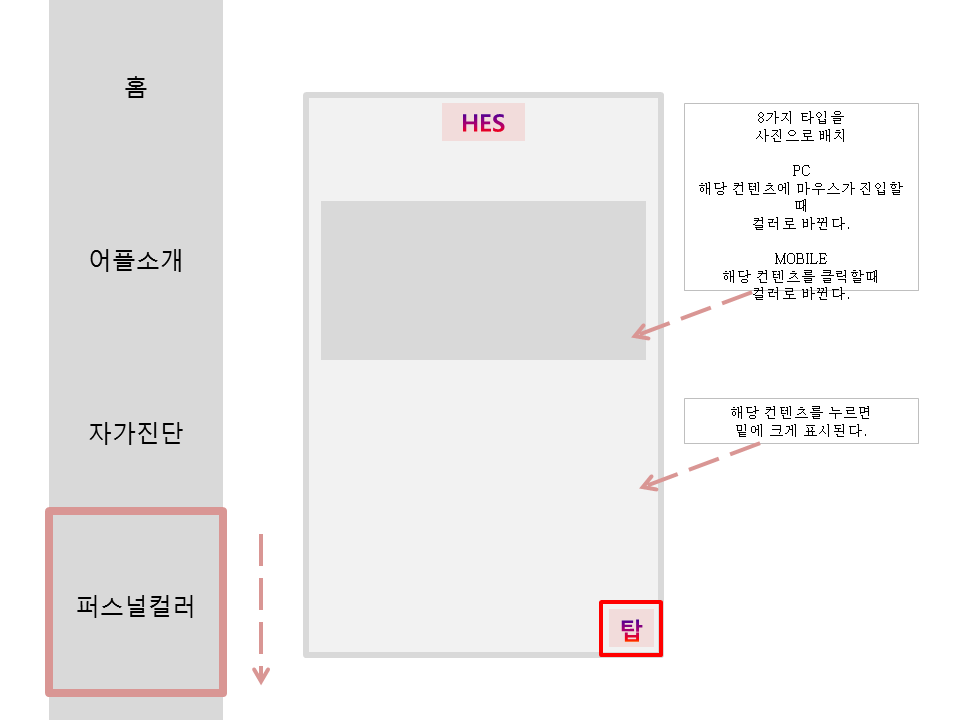 홈
어플소개
자가진단
퍼스널컬러
HES
탑
8가지 타입을
사진으로 배치
PC
해당 컨텐츠에 마우스가 진입할
때
컬러로 바뀐다.
MOBILE
해당 컨텐츠를 클릭할때
컬러로 바뀐다.
해당 컨텐츠를 누르면
밑에 크게 표시된다.